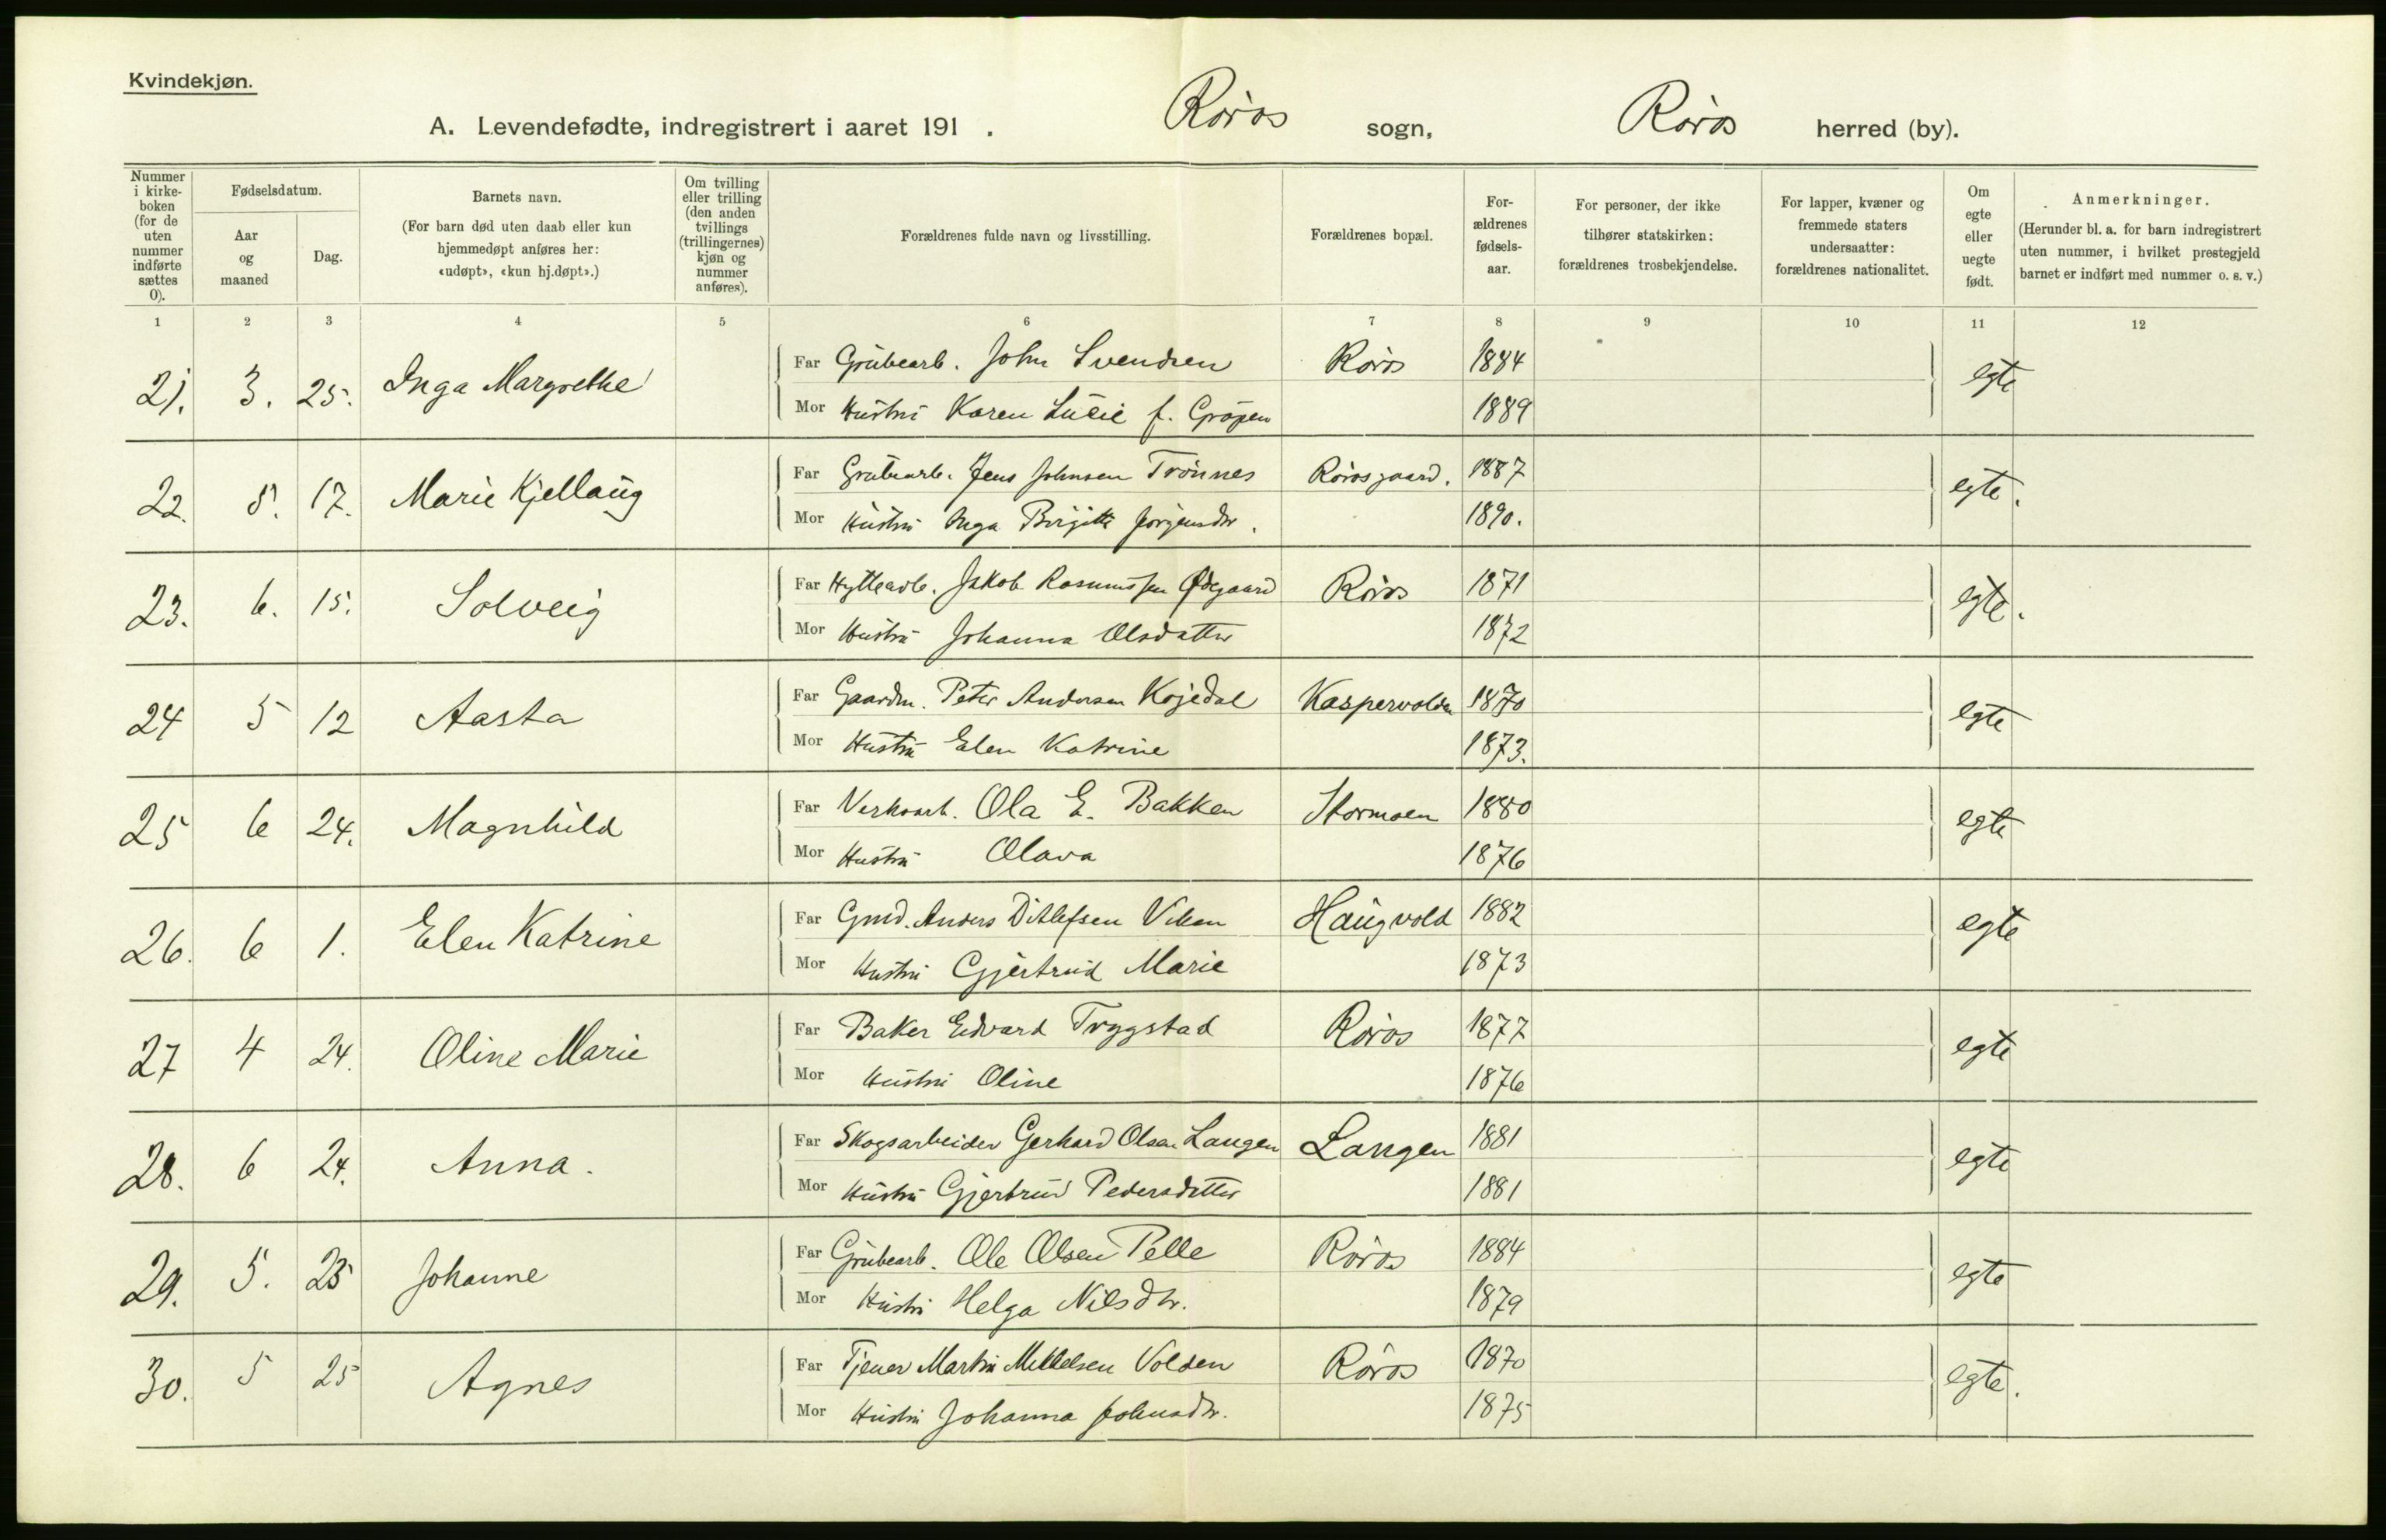 Kvindekjøn.
A. Levendefødte, indregistrert i aaret 191 . Røros sogn, Røros herred (by).
Nummer i kirke- boken (for de uten nummer indførte sættes 0).
Fødselsdatum.
Aar og maaned
Dag.
Barnets navn.
(For barn død uten daab eller kun hjemmedøpt anføres her: «udøpt», «kun hj.døpt».)
Om tvilling eller trilling (den anden tvillings (trillingernes) kjøn og nummer anføres).
Forældrenes fulde navn og livsstilling.
Forældrenes bopæl.
For- ældrenes fødsels- aar.
For personer, der ikke tilhører statskirken: forældrenes trosbekjendelse.
For lapper, kvæner og fremmede staters undersaatter: forældrenes nationalitet.
Om egte eller uegte født.
Anmerkninger.
(Herunder bl. a. for barn indregistrert uten nummer, i hvilket prestegjeld barnet er indført med nummer o. s. v.)
1 2 3 4 5 6 7 8 9 10 11 12
21. 3. 25. Inga Margrethe Far Grubearb. John Svendsen Røros 1884 egte
Mor Hustru Karen Lucie f. 1889
22. 5. 17. Marie Kjellaug Far Grubearb. Jens Johnsen Trønnes Rørosgaard. 1887 egte.
Mor Hustru Inga Birgitte Jørgensdtr. 1890.
23. 6. 15. Solveig Far Hyttearb. Jakob Rasmussen Ødegaard Røros 1871 egte.
Mor Hustru Johanna Olsdatter 1872
24 5 12 Aasta Far Gaardm. Peter Andersen Kojedal Kaspervolden 1870 egte
Mor Hustru Elen Katrine 1873.
25 6 24. Magnhild Far Verksarb. Ola E. Bakken Stormoen 1880 egte
Mor Hustru Olava 1876
26. 6 1. Elen Katrine Far Gmd. Anders Ditlefsen Viken Haugvold 1882 egte
Mor Hustru Gjertrud Marie 1873
27 4 24. Oline Marie Far Baker Edvard Trygstad Røros 1877 egte
Mor Hustru Oline 1876
28. 6 24. Anna. Far Skogsarbeider Gerhard Olsen Langen Langen 1881 egte
Mor Hustru Gjertrud Pedersdatter 1881
29. 5. 23 Johanne Far Grubearb. Ole Olsen Pelle Røros 1884 egte
Mor Hustru Helga Nilsdtr. 1879
30. 5 25 Agnes Far Tjener Martin Mikkelsen Volden Røros 1870 egte.
Mor Hustru Johanna Johnsdtr. 1875